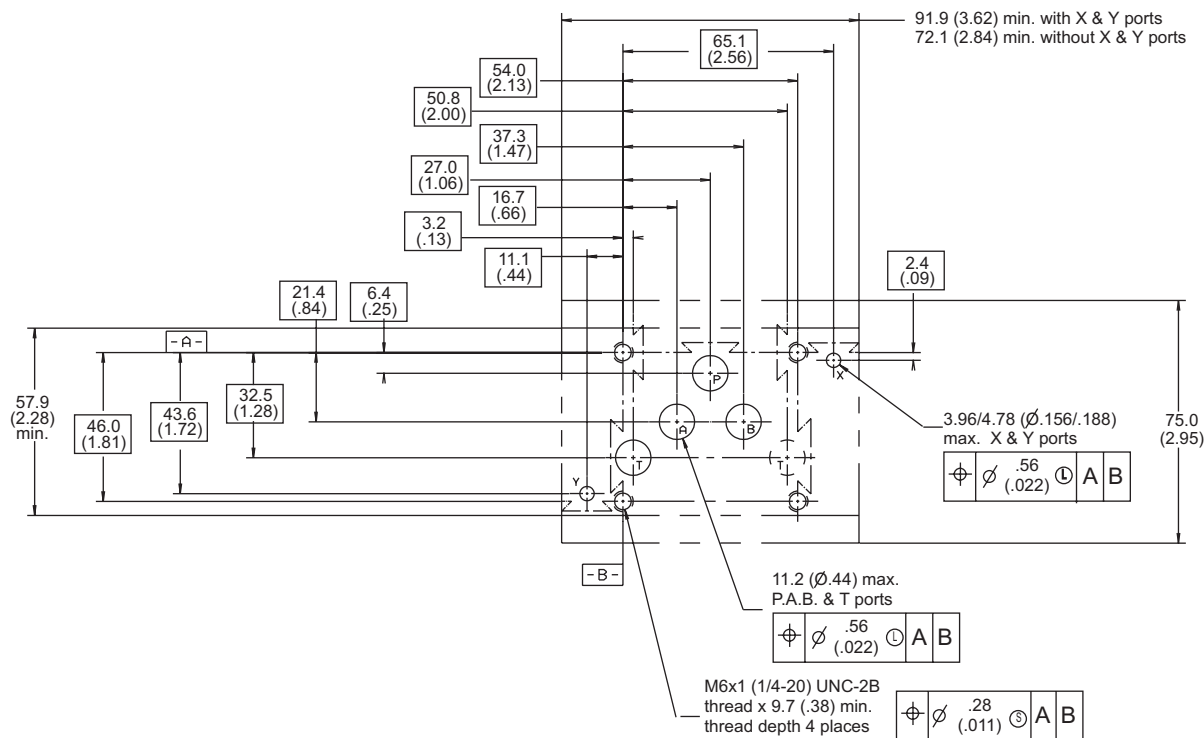 91.9 (3.62) min. with X & Y ports
72.1 (2.84) min. without X & Y ports
65.1
(2.56)
54.0
(2.13)
50.8
(2.00)
37.3
(1.47)
27.0
(1.06)
16.7
(.66)
3.2
(.13)
11.1
(.44)
2.4
(.09)
21.4
(.84)
6.4
(.25)
-A-
57.9
(2.28)
min.
46.0
(1.81)
43.6
(1.72)
32.5
(1.28)
P
X
A
B
T
T
Y
3.96/4.78 (Ø.156/.188)
max. X & Y ports
⌖ Ø .56 (.022) Ⓛ A B
75.0
(2.95)
-B-
11.2 (Ø.44) max.
P.A.B. & T ports
⌖ Ø .56 (.022) Ⓛ A B
M6x1 (1/4-20) UNC-2B
thread x 9.7 (.38) min.
thread depth 4 places
⌖ Ø .28 (.011) Ⓢ A B